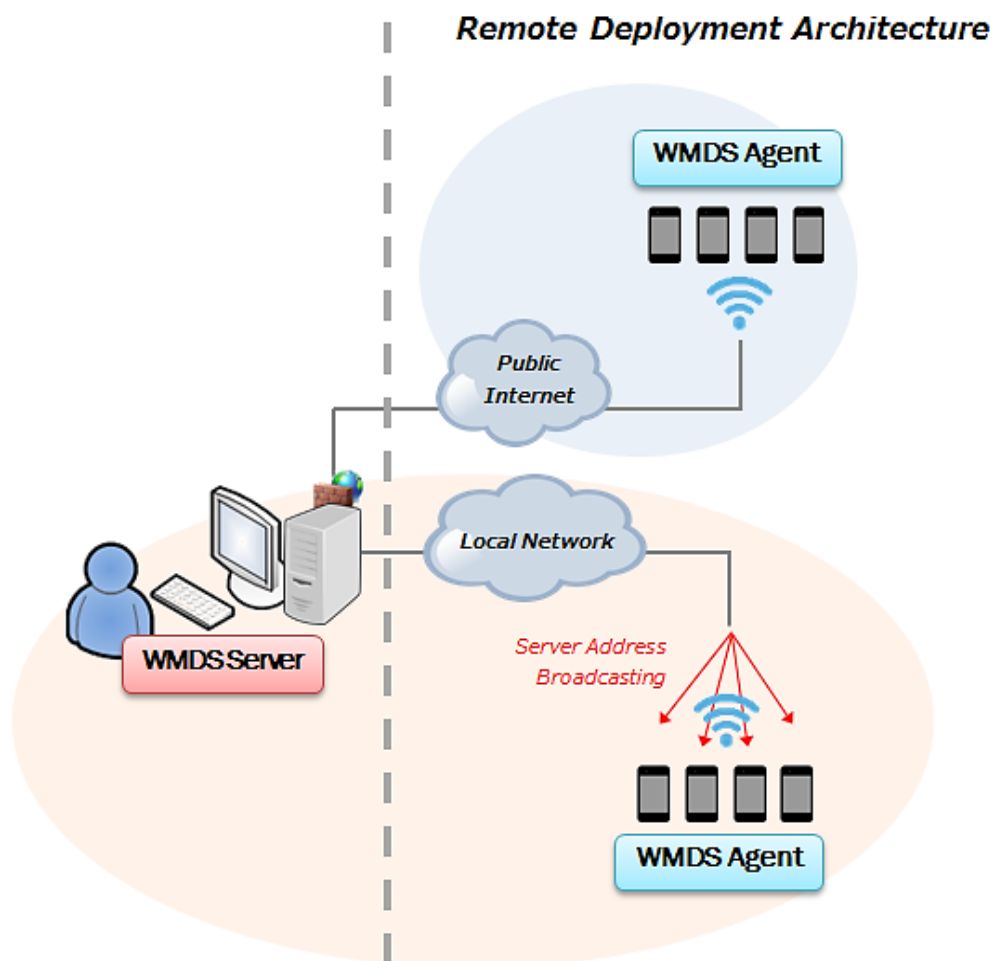 Remote Deployment Architecture
WMDS Agent
Public
Internet
Local Network
Server Address
Broadcasting
WMDS Server
WMDS Agent